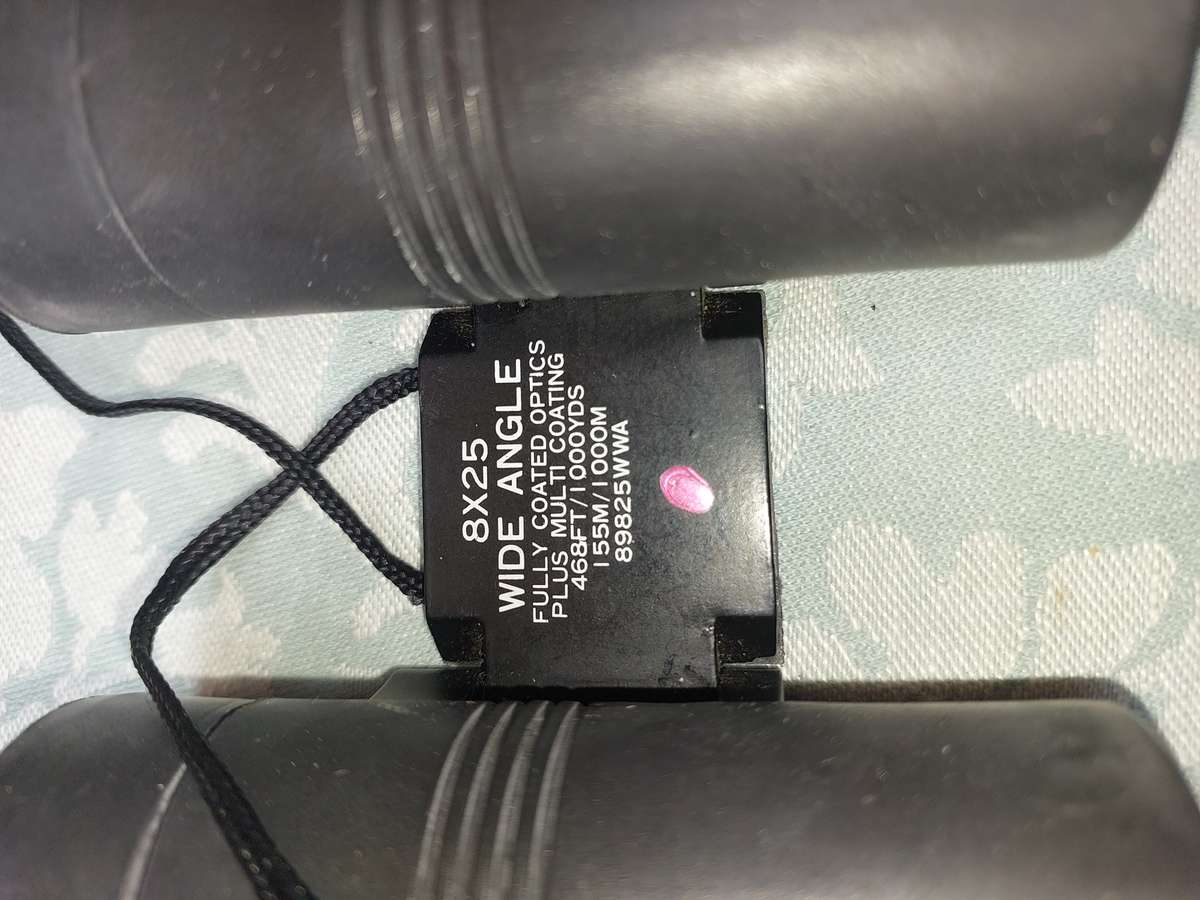 8X25
WIDE ANGLE
FULLY COATED OPTICS
PLUS MULTI COATING
468FT/1000YDS
155M/1000M
89825WWA